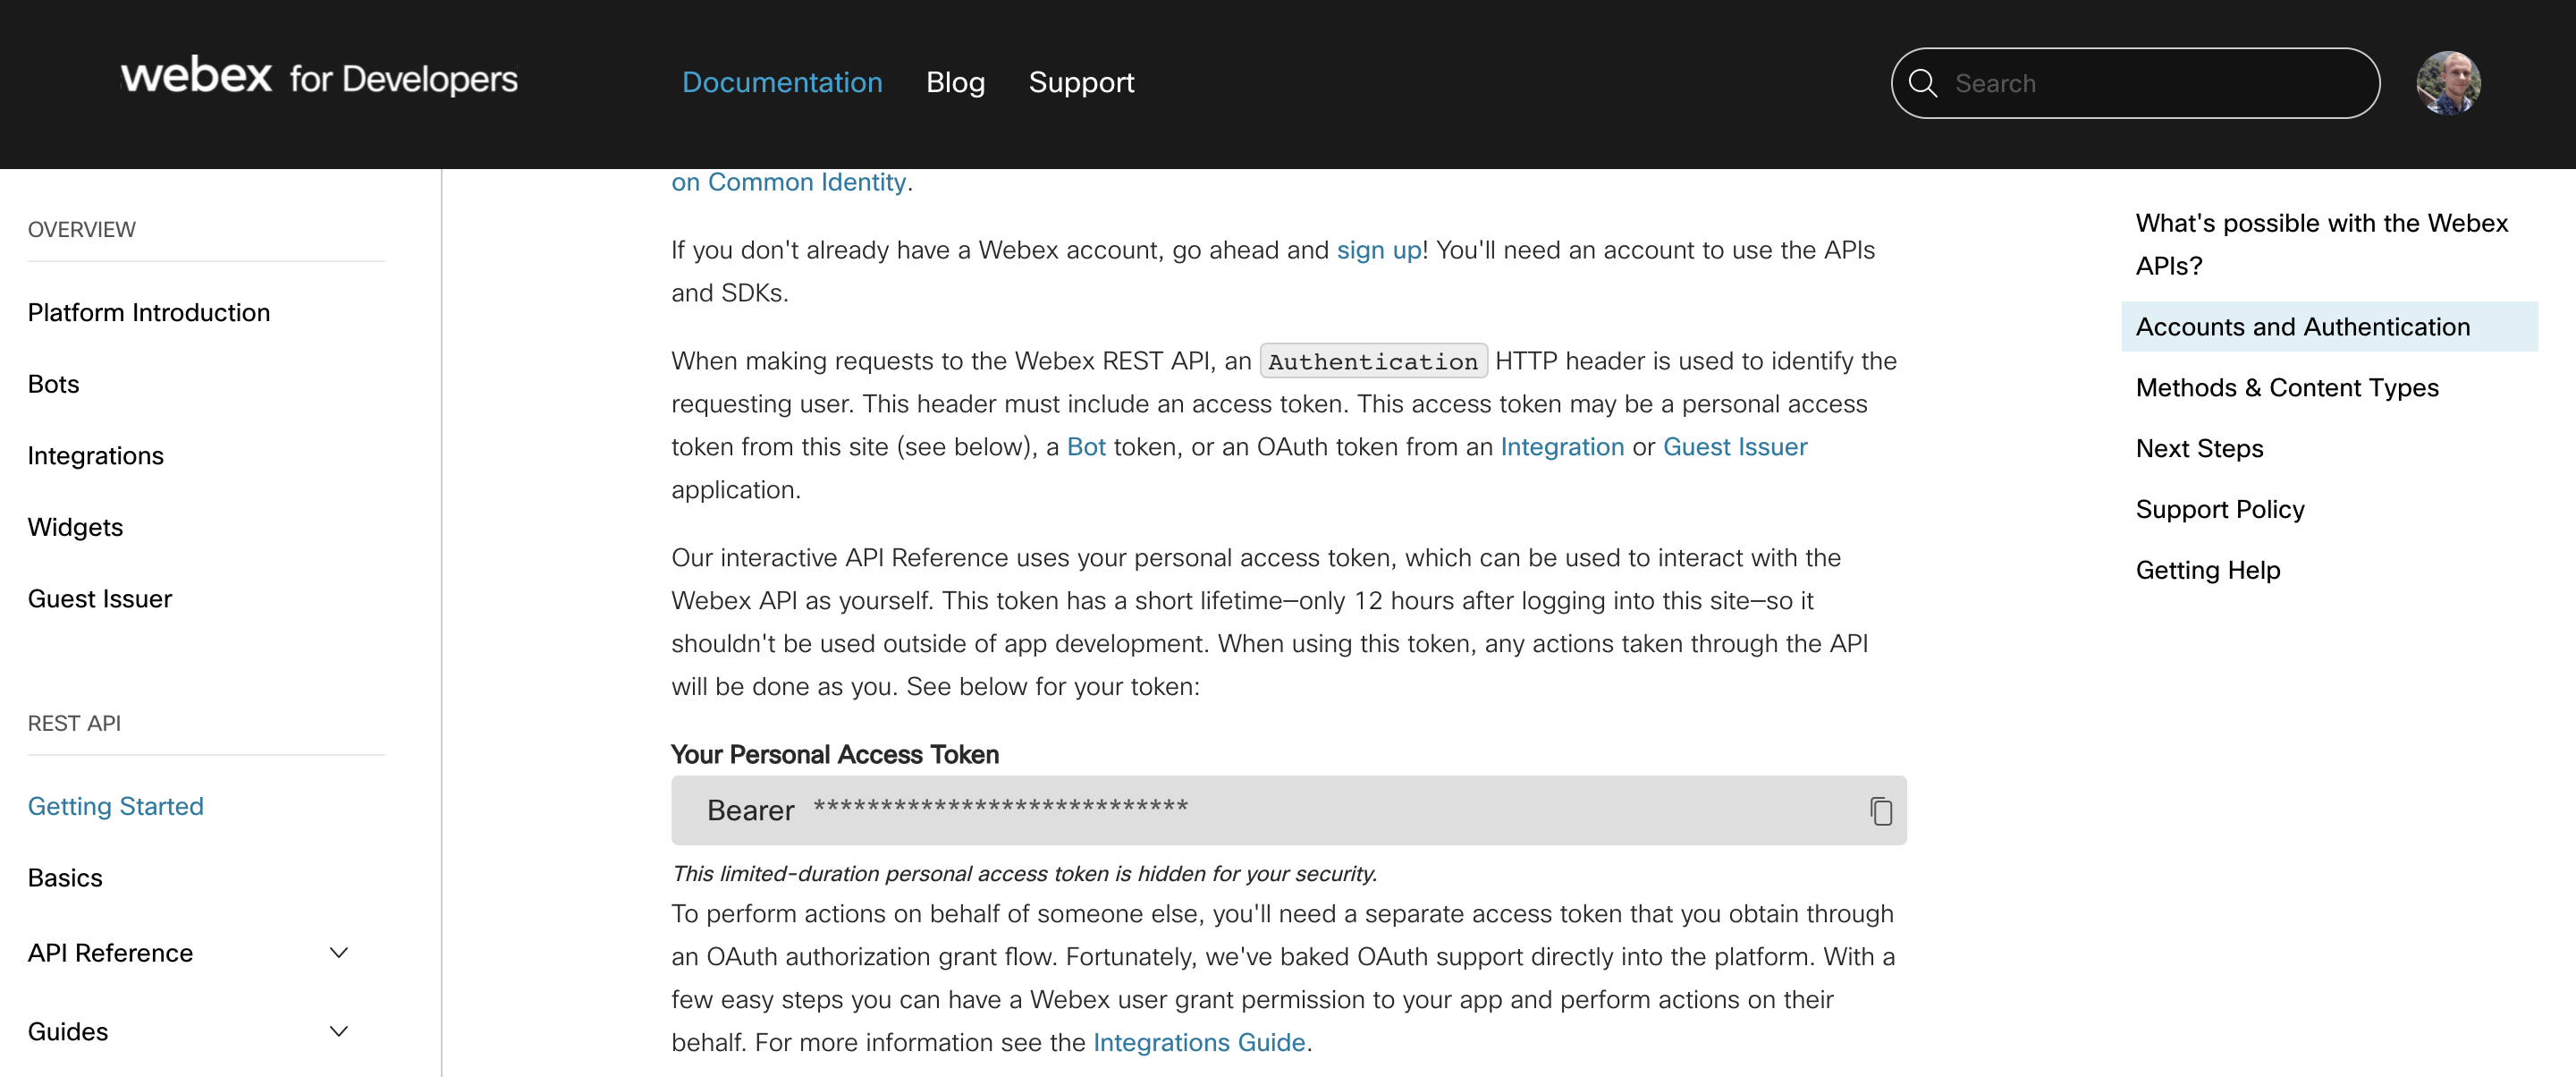 webex for Developers
Documentation
Blog
Support
Search
OVERVIEW
Platform Introduction
Bots
Integrations
Widgets
Guest Issuer
REST API
Getting Started
Basics
API Reference
Guides
on Common Identity.
If you don't already have a Webex account, go ahead and sign up! You'll need an account to use the APIs
and SDKs.
When making requests to the Webex REST API, an Authentication HTTP header is used to identify the
requesting user. This header must include an access token. This access token may be a personal access
token from this site (see below), a Bot token, or an OAuth token from an Integration or Guest Issuer
application.
Our interactive API Reference uses your personal access token, which can be used to interact with the
Webex API as yourself. This token has a short lifetime—only 12 hours after logging into this site—so it
shouldn't be used outside of app development. When using this token, any actions taken through the API
will be done as you. See below for your token:
Your Personal Access Token
Bearer ****************************
This limited-duration personal access token is hidden for your security.
To perform actions on behalf of someone else, you'll need a separate access token that you obtain through
an OAuth authorization grant flow. Fortunately, we've baked OAuth support directly into the platform. With a
few easy steps you can have a Webex user grant permission to your app and perform actions on their
behalf. For more information see the Integrations Guide.
What's possible with the Webex
APIs?
Accounts and Authentication
Methods & Content Types
Next Steps
Support Policy
Getting Help